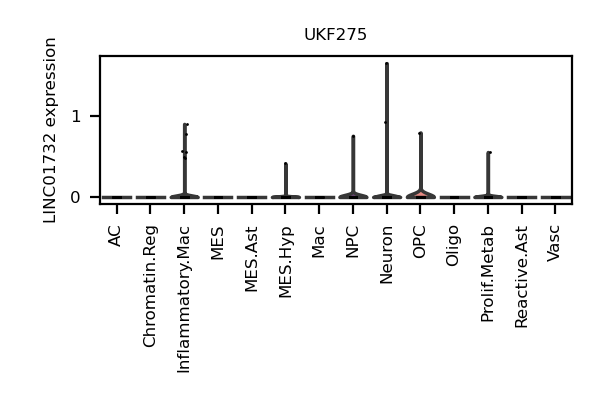 UKF275
LINC01732 expression
1
0
AC
Chromatin.Reg
Inflammatory.Mac
MES
MES.Ast
MES.Hyp
Mac
NPC
Neuron
OPC
Oligo
Prolif.Metab
Reactive.Ast
Vasc